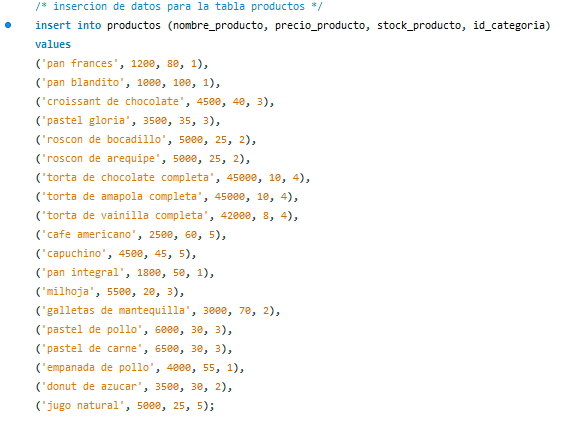 /* insercion de datos para la tabla productos */
insert into productos (nombre_producto, precio_producto, stock_producto, id_categoria)
values
('pan frances', 1200, 80, 1),
('pan blandito', 1000, 100, 1),
('croissant de chocolate', 4500, 40, 3),
('pastel gloria', 3500, 35, 3),
('roscon de bocadillo', 5000, 25, 2),
('roscon de arequipe', 5000, 25, 2),
('torta de chocolate completa', 45000, 10, 4),
('torta de amapola completa', 45000, 10, 4),
('torta de vainilla completa', 42000, 8, 4),
('cafe americano', 2500, 60, 5),
('capuchino', 4500, 45, 5),
('pan integral', 1800, 50, 1),
('milhoja', 5500, 20, 3),
('galletas de mantequilla', 3000, 70, 2),
('pastel de pollo', 6000, 30, 3),
('pastel de carne', 6500, 30, 3),
('empanada de pollo', 4000, 55, 1),
('donut de azucar', 3500, 30, 2),
('jugo natural', 5000, 25, 5);